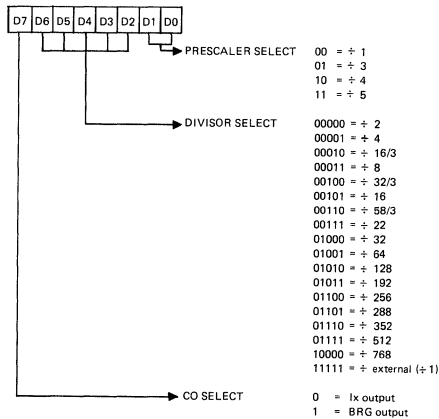 D7 D6 D5 D4 D3 D2 D1 D0
PRESCALER SELECT 00 = ÷ 1
01 = ÷ 3
10 = ÷ 4
11 = ÷ 5
DIVISOR SELECT
00000 = ÷ 2
00001 = ÷ 4
00010 = ÷ 16/3
00011 = ÷ 8
00100 = ÷ 32/3
00101 = ÷ 16
00110 = ÷ 58/3
00111 = ÷ 22
01000 = ÷ 32
01001 = ÷ 64
01010 = ÷ 128
01011 = ÷ 192
01100 = ÷ 256
01101 = ÷ 288
01110 = ÷ 352
01111 = ÷ 512
10000 = ÷ 768
11111 = ÷ external (÷1)
CO SELECT 0 = Ix output
1 = BRG output